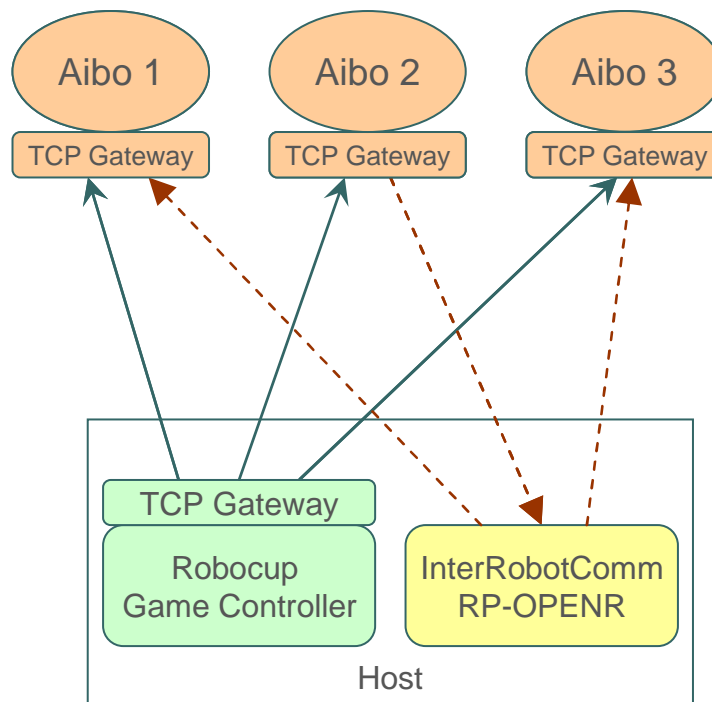 Aibo 1
Aibo 2
Aibo 3
TCP Gateway
TCP Gateway
TCP Gateway
TCP Gateway
Robocup
Game Controller
InterRobotComm
RP-OPENR
Host